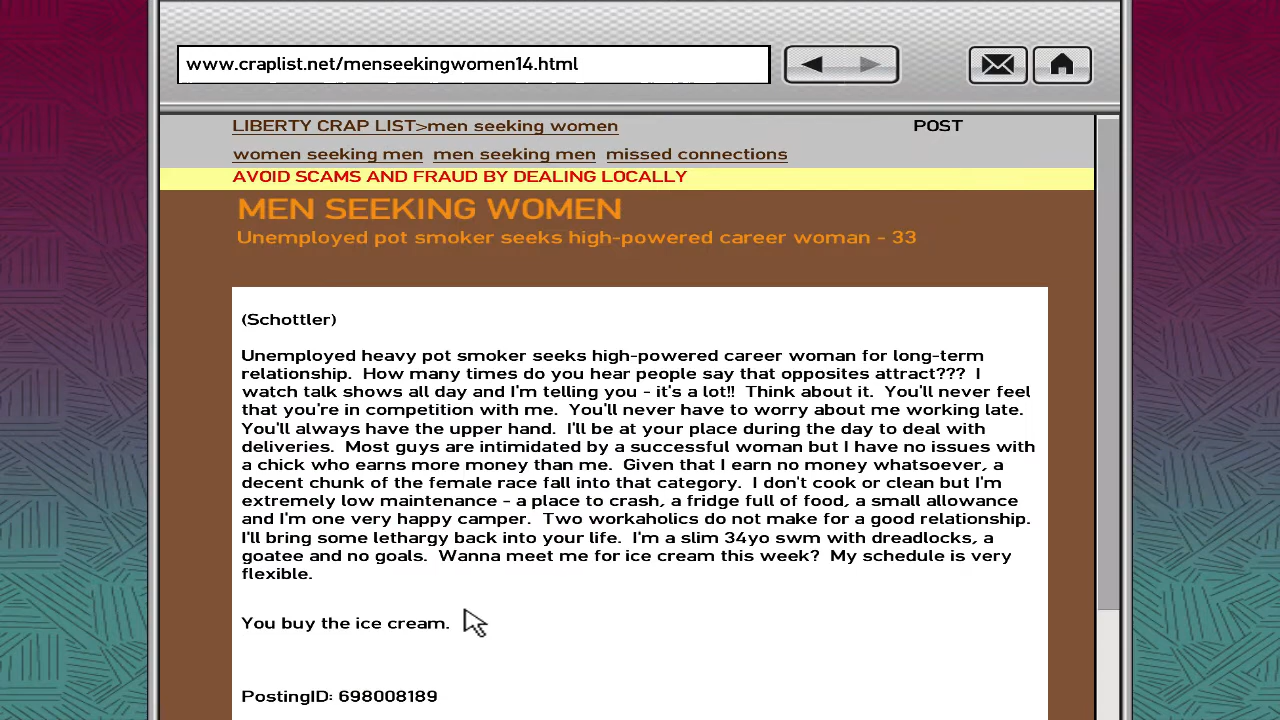 www.craplist.net/menseekingwomen14.html
LIBERTY CRAP LIST>men seeking women
POST
women seeking men men seeking men missed connections
AVOID SCAMS AND FRAUD BY DEALING LOCALLY
MEN SEEKING WOMEN
Unemployed pot smoker seeks high-powered career woman - 33
(Schottler)
Unemployed heavy pot smoker seeks high-powered career woman for long-term
relationship. How many times do you hear people say that opposites attract??? I
watch talk shows all day and I'm telling you - it's a lot!! Think about it. You'll never feel
that you're in competition with me. You'll never have to worry about me working late.
You'll always have the upper hand. I'll be at your place during the day to deal with
deliveries. Most guys are intimidated by a successful woman but I have no issues with
a chick who earns more money than me. Given that I earn no money whatsoever, a
decent chunk of the female race fall into that category. I don't cook or clean but I'm
extremely low maintenance - a place to crash, a fridge full of food, a small allowance
and I'm one very happy camper. Two workaholics do not make for a good relationship.
I'll bring some lethargy back into your life. I'm a slim 34yo swm with dreadlocks, a
goatee and no goals. Wanna meet me for ice cream this week? My schedule is very
flexible.
You buy the ice cream.
PostingID: 698008189